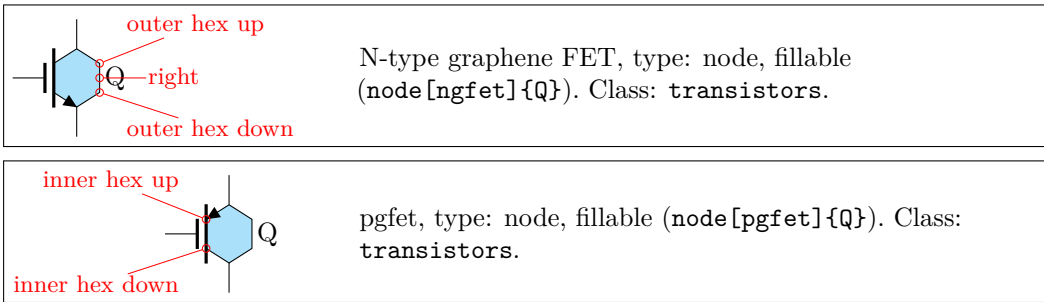 outer hex up
Q
right
outer hex down
N-type graphene FET, type: node, fillable
(node[ngfet]{Q}). Class: transistors.
inner hex up
Q
inner hex down
pgfet, type: node, fillable (node[pgfet]{Q}). Class:
transistors.